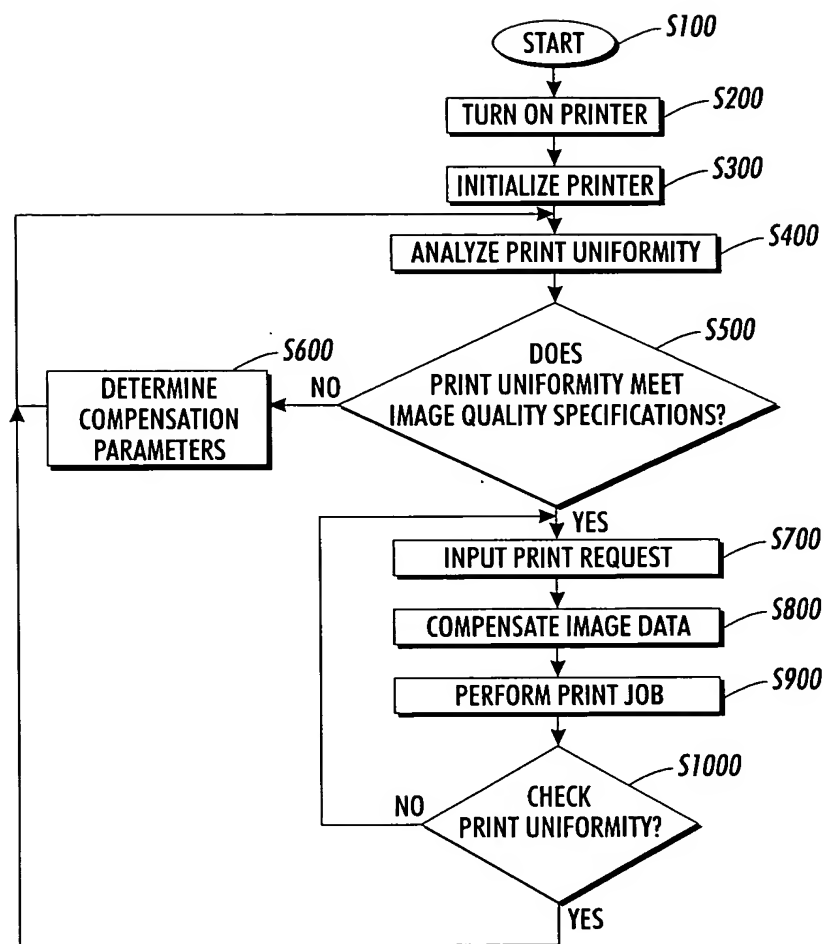 START
S100
TURN ON PRINTER
S200
INITIALIZE PRINTER
S300
ANALYZE PRINT UNIFORMITY
S400
DOES
PRINT UNIFORMITY MEET
IMAGE QUALITY SPECIFICATIONS?
S500
NO
S600
DETERMINE
COMPENSATION
PARAMETERS
YES
INPUT PRINT REQUEST
S700
COMPENSATE IMAGE DATA
S800
PERFORM PRINT JOB
S900
CHECK
PRINT UNIFORMITY?
S1000
NO
YES